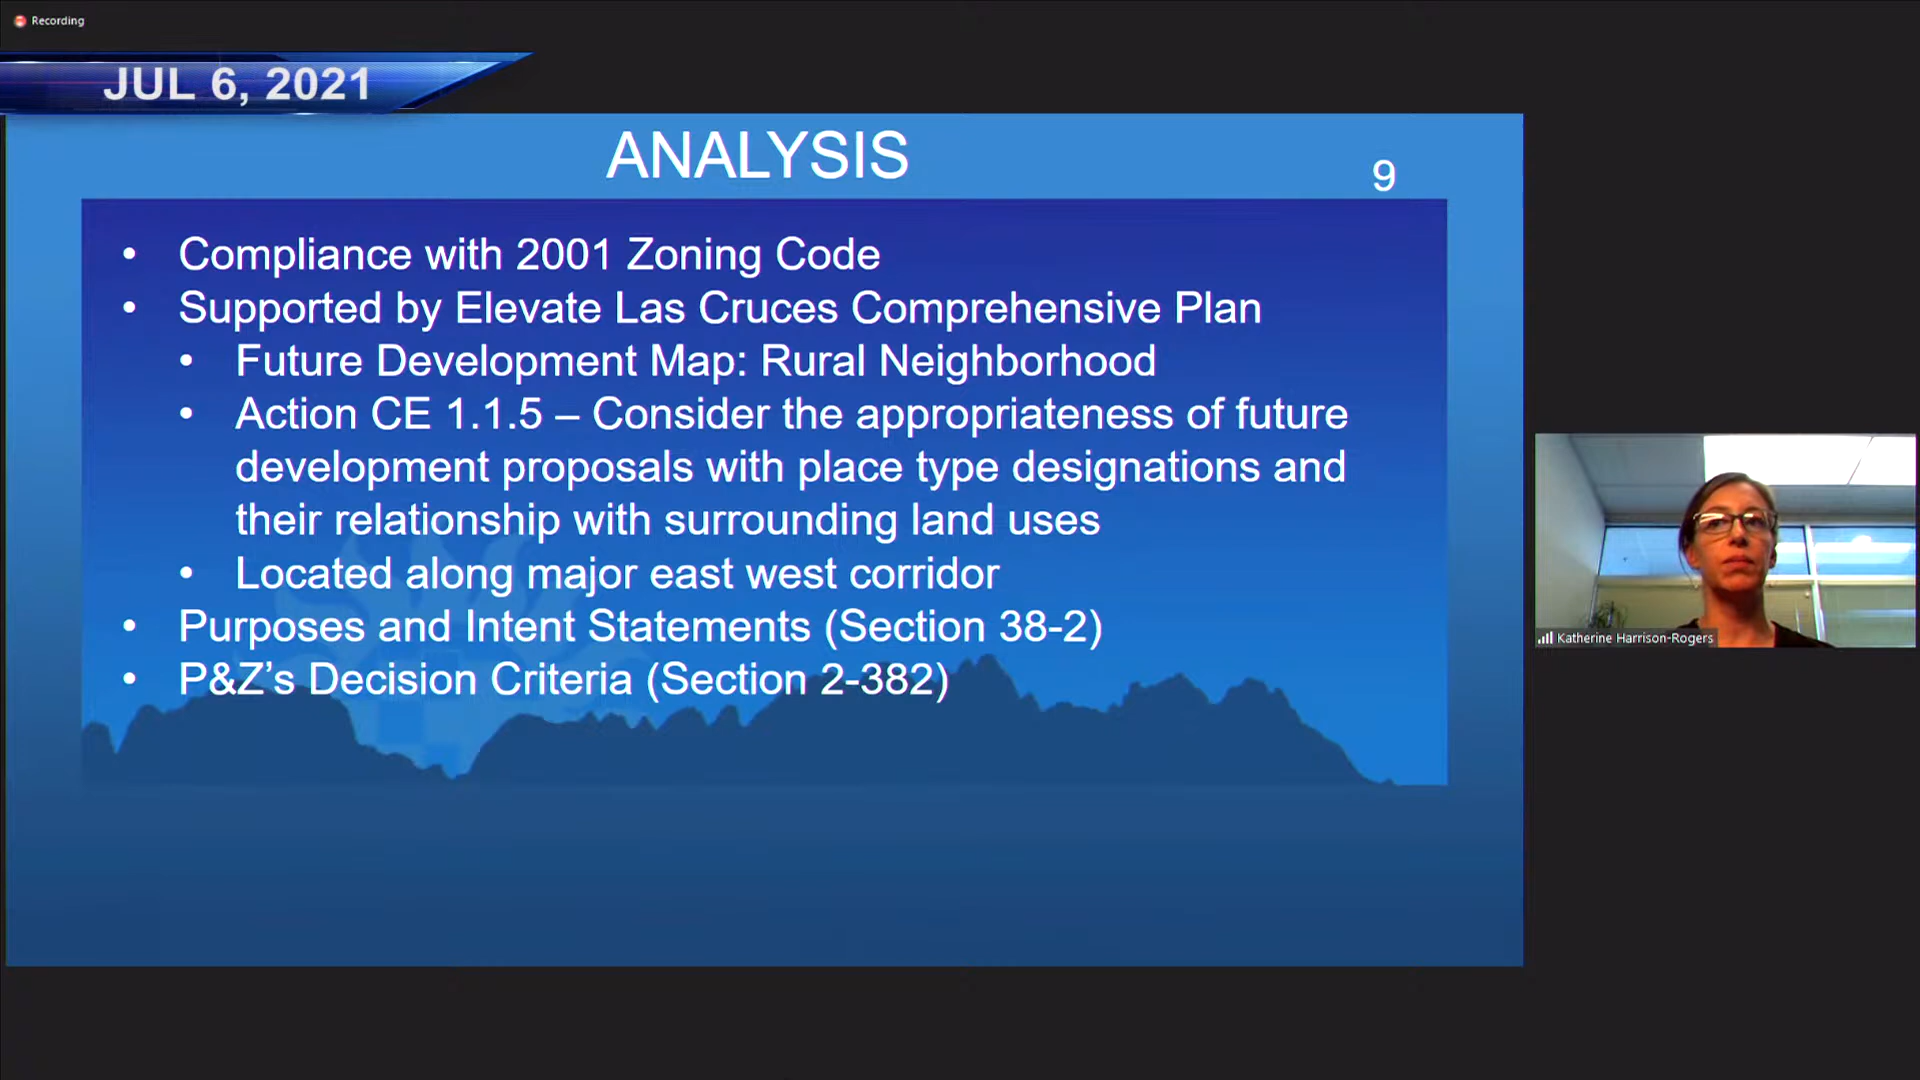 Recording
JUL 6, 2021
ANALYSIS
9
• Compliance with 2001 Zoning Code
• Supported by Elevate Las Cruces Comprehensive Plan
• Future Development Map: Rural Neighborhood
• Action CE 1.1.5 – Consider the appropriateness of future
development proposals with place type designations and
their relationship with surrounding land uses
• Located along major east west corridor
• Purposes and Intent Statements (Section 38-2)
• P&Z’s Decision Criteria (Section 2-382)
Katherine Harrison-Rogers